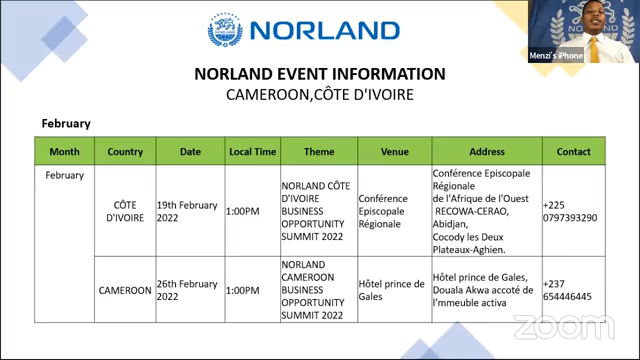 NORLAND
Menzi's iPhone
NORLAND EVENT INFORMATION
CAMEROON,CÔTE D'IVOIRE
February
Month Country Date Local Time Theme Venue Address Contact
February
CÔTE
D'IVOIRE
19th February
2022
1:00PM
NORLAND CÔTE
D'IVOIRE
BUSINESS
OPPORTUNITY
SUMMIT 2022
Conférence
Episcopale
Régionale
Conférence Episcopale
Régionale
de l'Afrique de l'Ouest
RECOWA-CERAO,
Abidjan,
Cocody les Deux
Plateaux-Aghien.
+225
0797393290
CAMEROON
26th February
2022
1:00PM
NORLAND
CAMEROON
BUSINESS
OPPORTUNITY
SUMMIT 2022
Hôtel prince de
Gales
Hôtel prince de Gales,
Douala Akwa accoté de
l'immeuble activa
+237
654446445
zoom